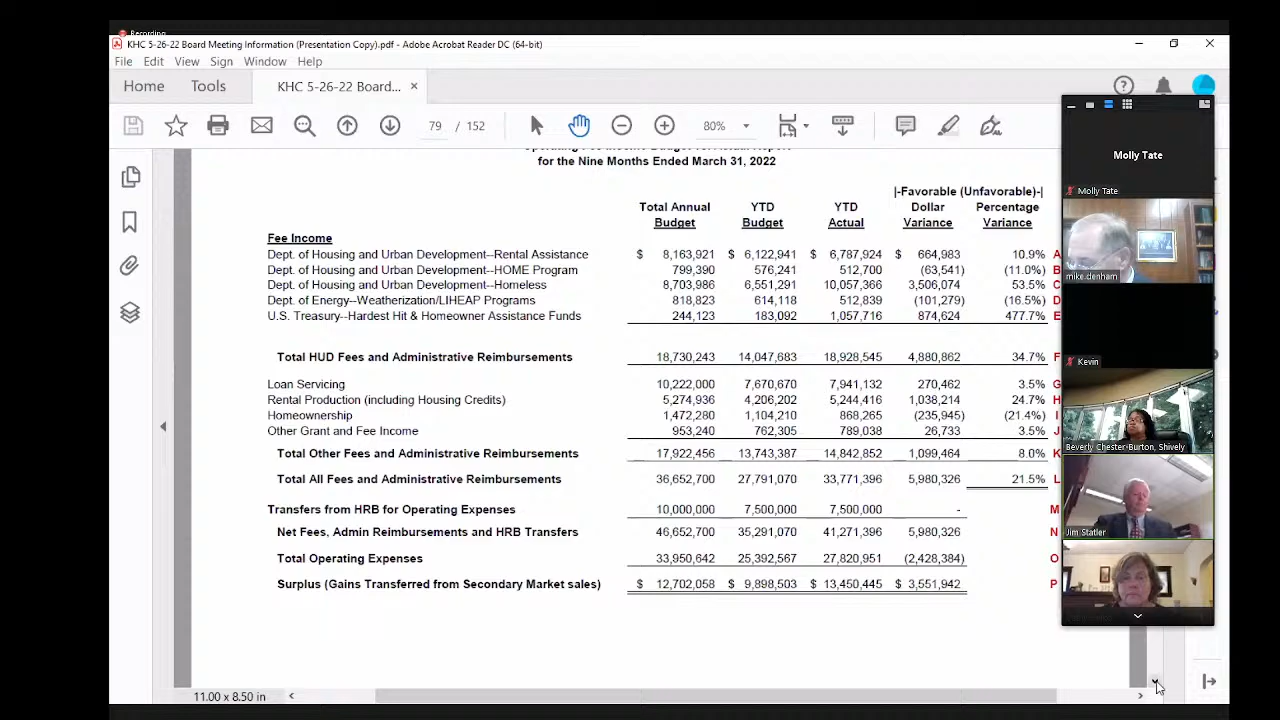 Recording
KHC 5-26-22 Board Meeting Information (Presentation Copy).pdf - Adobe Acrobat Reader DC (64-bit)
File Edit View Sign Window Help
Home Tools KHC 5-26-22 Board... ×
79 / 152 80%
for the Nine Months Ended March 31, 2022
|-Favorable (Unfavorable)-|
Total Annual YTD YTD Dollar Percentage
Budget Budget Actual Variance Variance
Fee Income
Dept. of Housing and Urban Development--Rental Assistance $ 8,163,921 $ 6,122,941 $ 6,787,924 $ 664,983 10.9% A
Dept. of Housing and Urban Development--HOME Program 799,390 576,241 512,700 (63,541) (11.0%) B
Dept. of Housing and Urban Development--Homeless 8,703,986 6,551,291 10,057,366 3,506,074 53.5% C
Dept. of Energy--Weatherization/LIHEAP Programs 818,823 614,118 512,839 (101,279) (16.5%) D
U.S. Treasury--Hardest Hit & Homeowner Assistance Funds 244,123 183,092 1,057,716 874,624 477.7% E
Total HUD Fees and Administrative Reimbursements 18,730,243 14,047,683 18,928,545 4,880,862 34.7% F
Loan Servicing 10,222,000 7,670,670 7,941,132 270,462 3.5% G
Rental Production (including Housing Credits) 5,274,936 4,206,202 5,244,416 1,038,214 24.7% H
Homeownership 1,472,280 1,104,210 868,265 (235,945) (21.4%) I
Other Grant and Fee Income 953,240 762,305 789,038 26,733 3.5% J
Total Other Fees and Administrative Reimbursements 17,922,456 13,743,387 14,842,852 1,099,464 8.0% K
Total All Fees and Administrative Reimbursements 36,652,700 27,791,070 33,771,396 5,980,326 21.5% L
Transfers from HRB for Operating Expenses 10,000,000 7,500,000 7,500,000 - M
Net Fees, Admin Reimbursements and HRB Transfers 46,652,700 35,291,070 41,271,396 5,980,326 N
Total Operating Expenses 33,950,642 25,392,567 27,820,951 (2,428,384) O
Surplus (Gains Transferred from Secondary Market sales) $ 12,702,058 $ 9,898,503 $ 13,450,445 $ 3,551,942 P
11.00 x 8.50 in
Molly Tate
Molly Tate
mike.denham
Kevin
Beverly Chester-Burton, Shively
Jim Statler